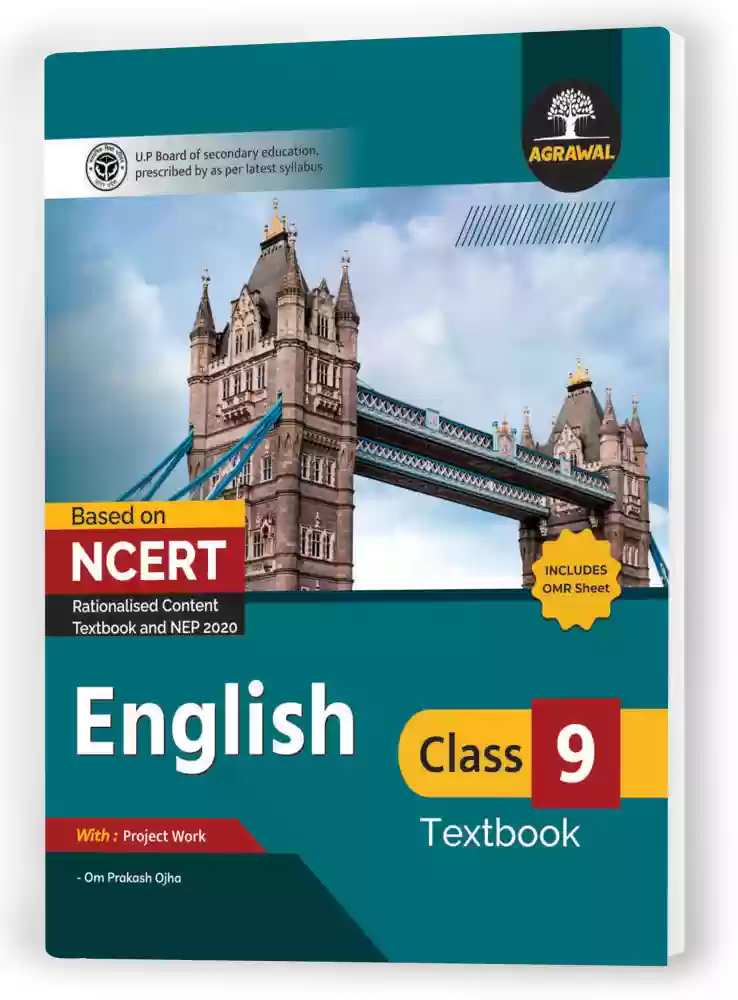 U.P Board of secondary education,
prescribed by as per latest syllabus
AGRAWAL
Based on
NCERT
Rationalised Content
Textbook and NEP 2020
INCLUDES
OMR Sheet
English
Class 9
Textbook
With : Project Work
- Om Prakash Ojha